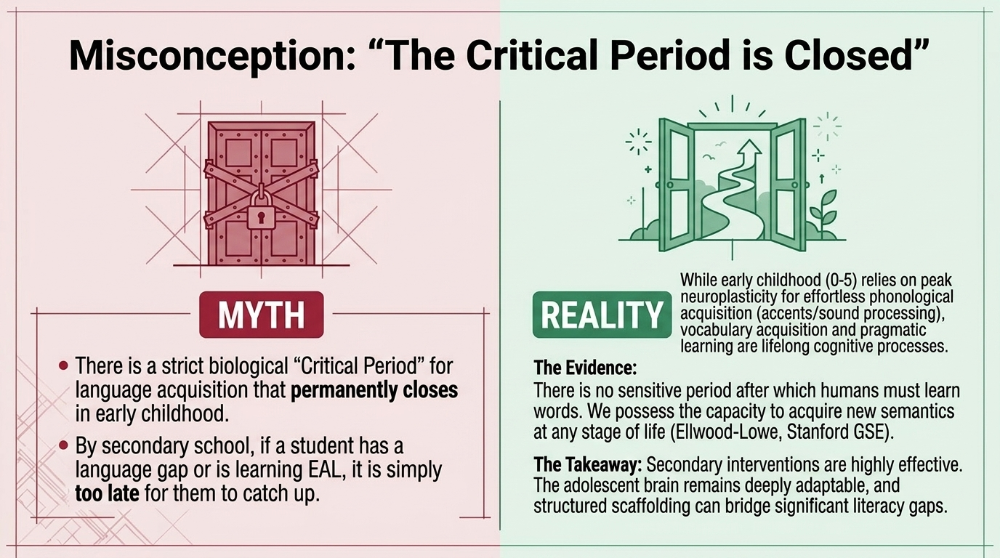 Misconception: “The Critical Period is Closed”
MYTH
• There is a strict biological “Critical Period” for
language acquisition that permanently closes
in early childhood.
• By secondary school, if a student has a
language gap or is learning EAL, it is simply
too late for them to catch up.
REALITY
While early childhood (0-5) relies on peak
neuroplasticity for effortless phonological
acquisition (accents/sound processing),
vocabulary acquisition and pragmatic
learning are lifelong cognitive processes.
The Evidence:
There is no sensitive period after which humans must learn
words. We possess the capacity to acquire new semantics
at any stage of life (Ellwood-Lowe, Stanford GSE).
The Takeaway: Secondary interventions are highly effective.
The adolescent brain remains deeply adaptable, and
structured scaffolding can bridge significant literacy gaps.